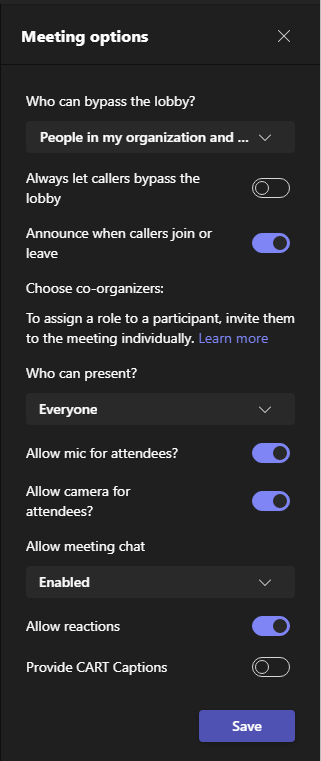 Meeting options
Who can bypass the lobby?
People in my organization and ...
Always let callers bypass the
lobby
Announce when callers join or
leave
Choose co-organizers:
To assign a role to a participant, invite them
to the meeting individually. Learn more
Who can present?
Everyone
Allow mic for attendees?
Allow camera for
attendees?
Allow meeting chat
Enabled
Allow reactions
Provide CART Captions
Save